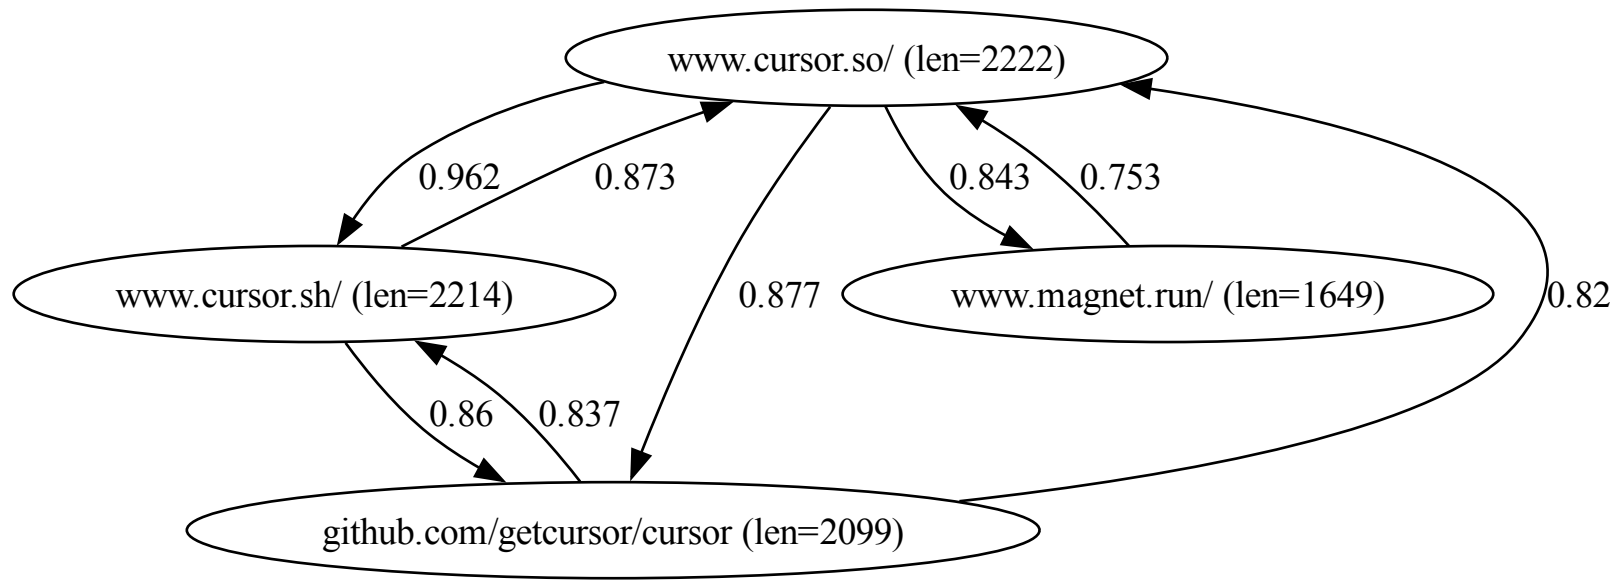 www.cursor.so/ (len=2222)
0.962
0.873
0.843
0.753
www.cursor.sh/ (len=2214)
0.877
www.magnet.run/ (len=1649)
0.82
0.86
0.837
github.com/getcursor/cursor (len=2099)